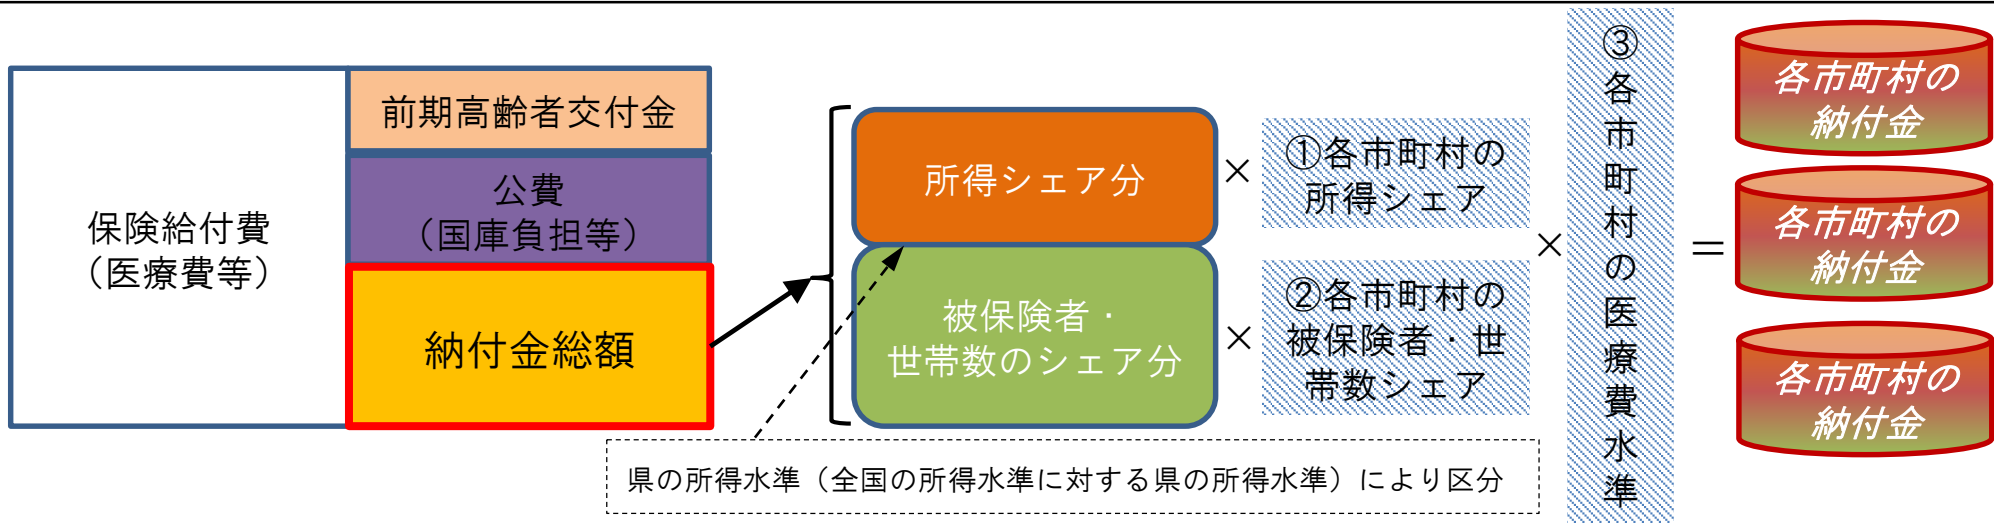 保険給付費
（医療費等）
前期高齢者交付金
公費
（国庫負担等）
納付金総額
所得シェア分
被保険者・
世帯数のシェア分
×
①各市町村の
所得シェア
×
②各市町村の
被保険者・世
帯数シェア
×
③各市町村の医療費水準
＝
各市町村の
納付金
各市町村の
納付金
各市町村の
納付金
県の所得水準（全国の所得水準に対する県の所得水準）により区分